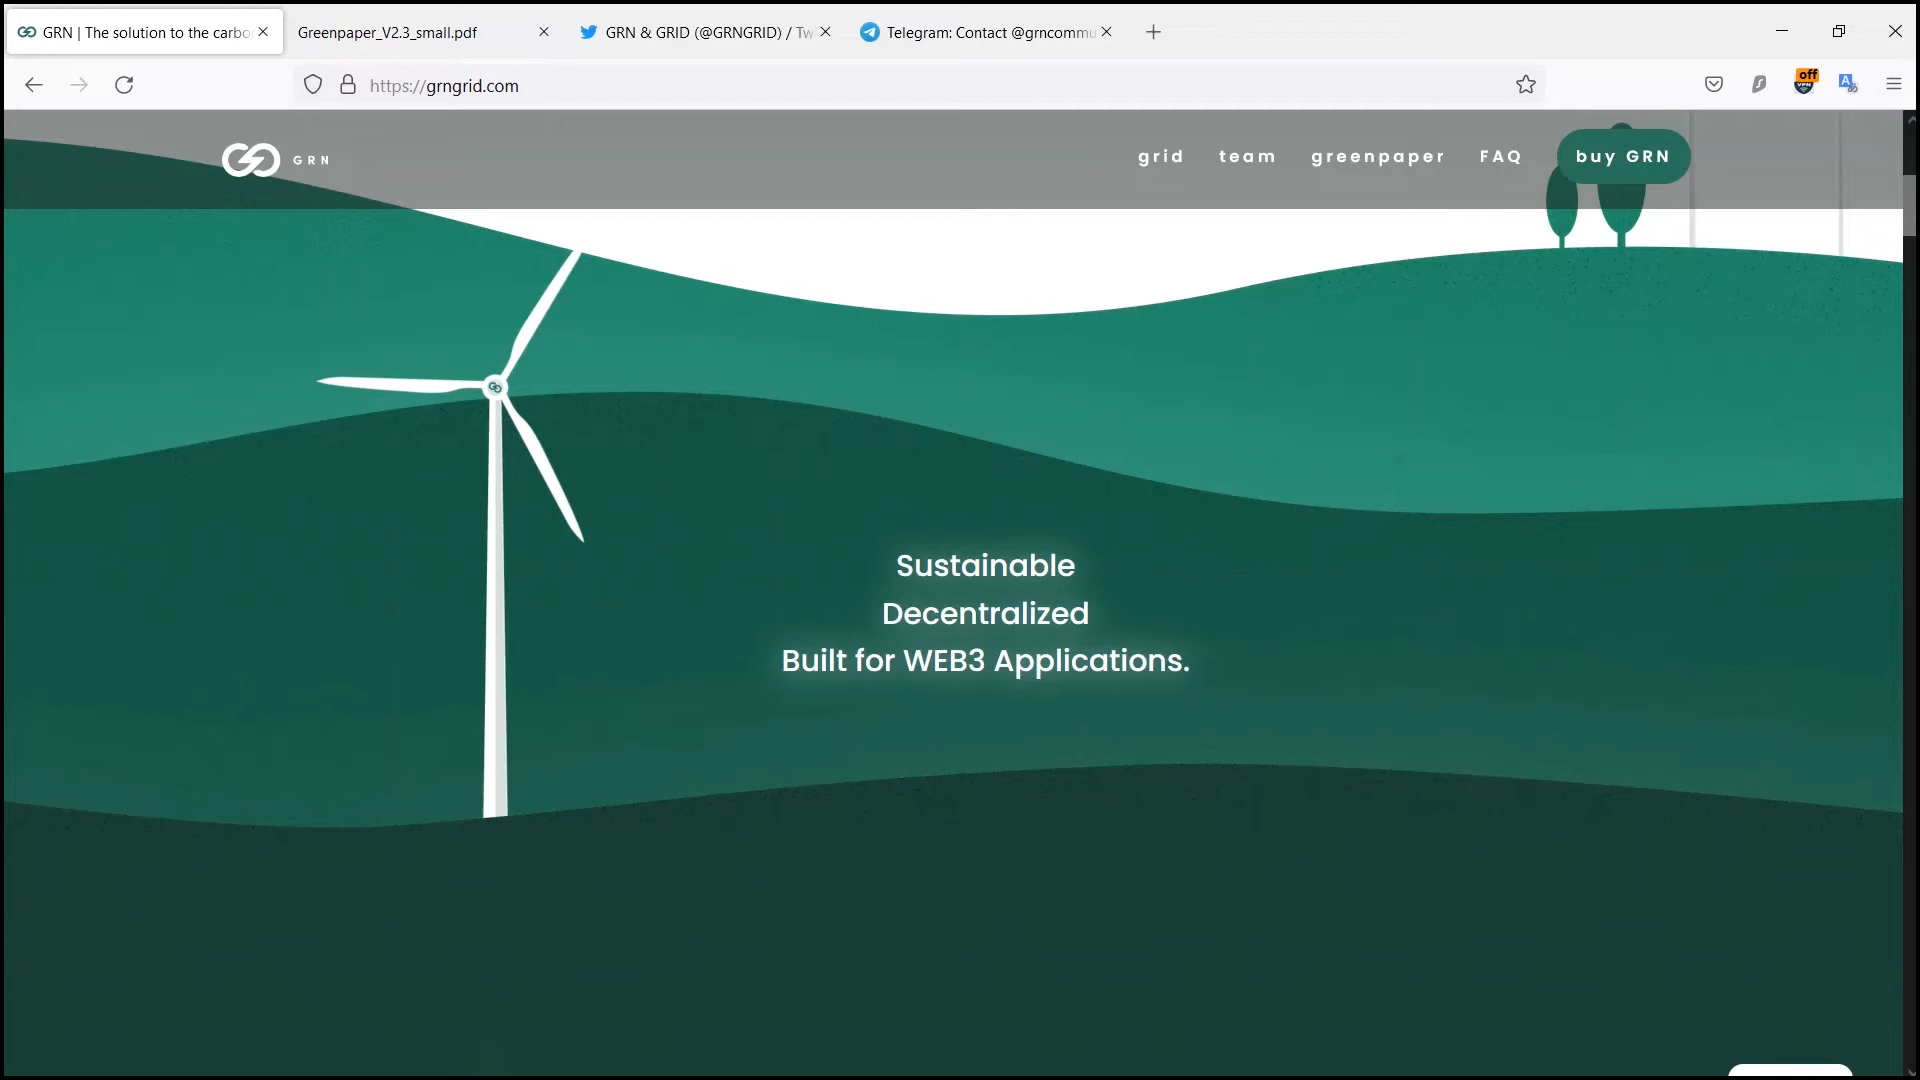 GRN | The solution to the carbo
Greenpaper_V2.3_small.pdf
GRN & GRID (@GRNGRID) / Tw
Telegram: Contact @grncommu
https://grngrid.com
off
VPN
A
GRN
grid
team
greenpaper
FAQ
buy GRN
Sustainable
Decentralized
Built for WEB3 Applications.